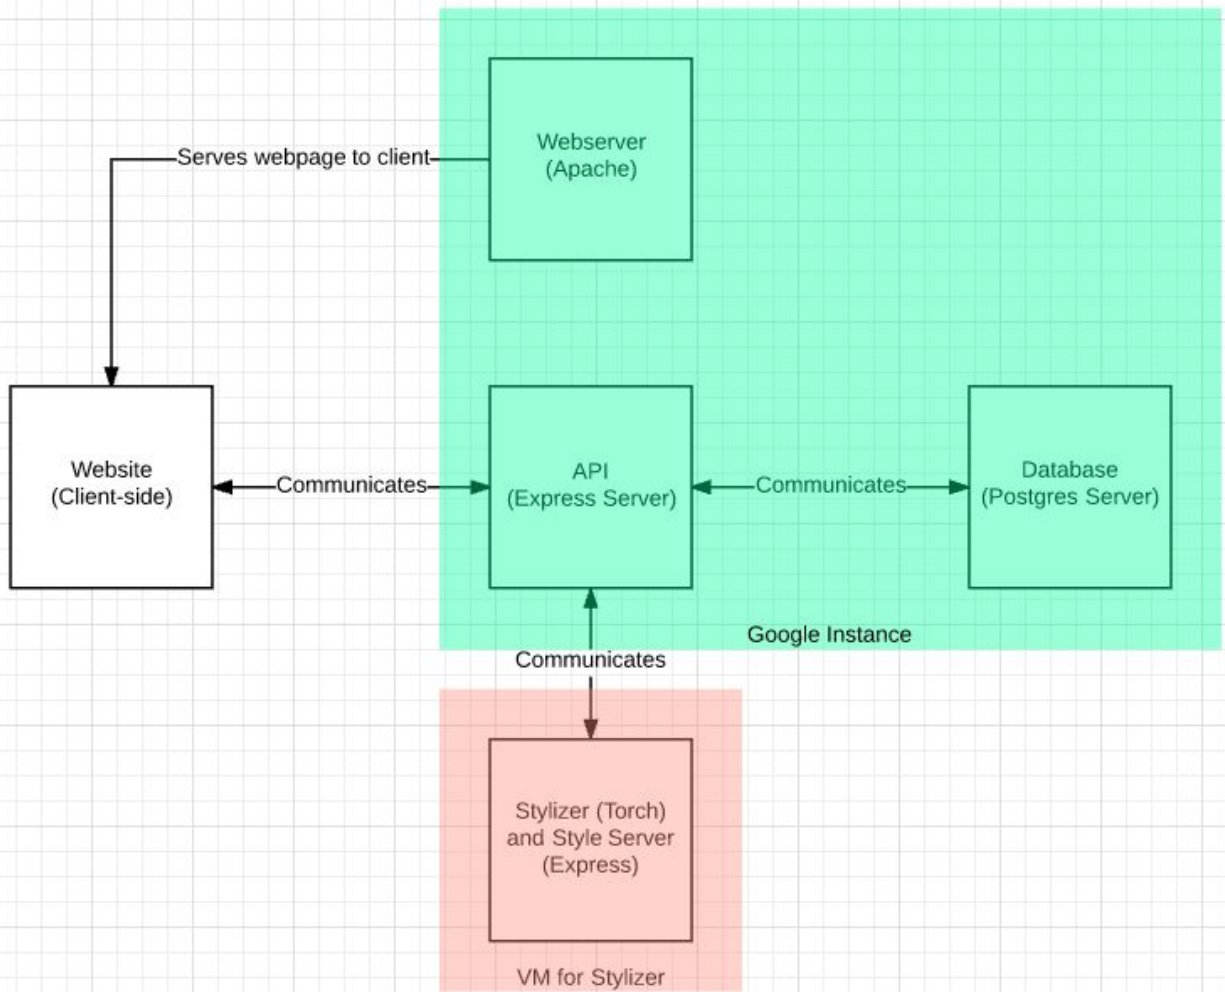 Webserver
(Apache)
Serves webpage to client
Website
(Client-side)
Communicates
API
(Express Server)
Communicates
Database
(Postgres Server)
Google Instance
Communicates
Stylizer (Torch)
and Style Server
(Express)
VM for Stylizer